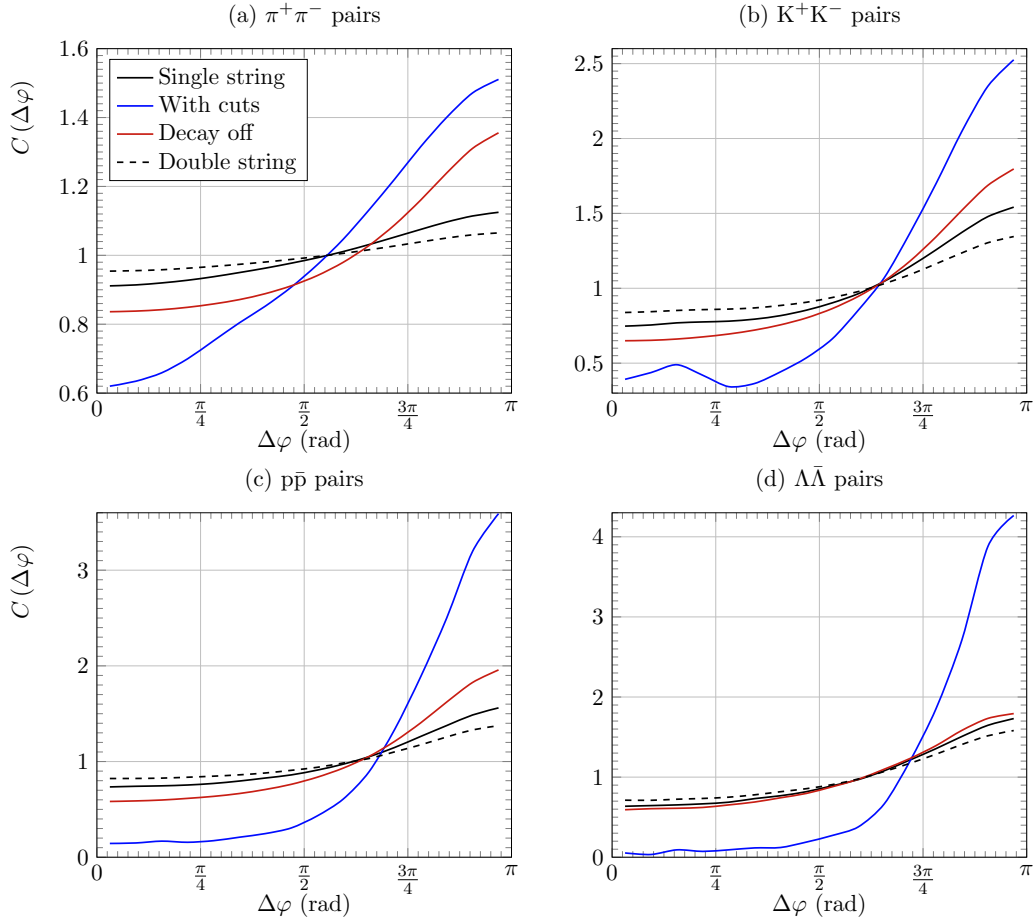 (a) π⁺π⁻ pairs
(b) K⁺K⁻ pairs
1.6
1.4
1.2
1
0.8
0.6
C (Δφ)
Single string
With cuts
Decay off
Double string
0
π/4
π/2
3π/4
π
Δφ (rad)
2.5
2
1.5
1
0.5
0
π/4
π/2
3π/4
π
Δφ (rad)
(c) pp̄ pairs
(d) ΛΛ̄ pairs
3
2
1
0
C (Δφ)
0
π/4
π/2
3π/4
π
Δφ (rad)
4
3
2
1
0
0
π/4
π/2
3π/4
π
Δφ (rad)